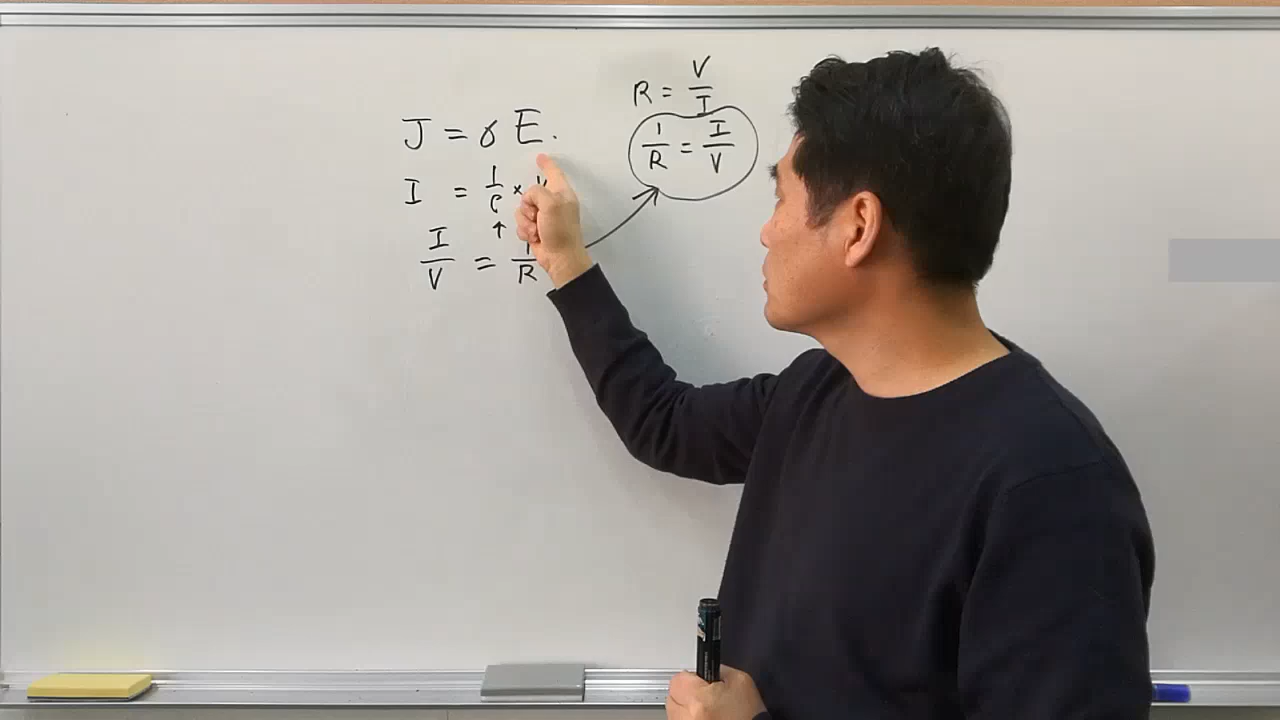 J = σ E.
I = 1/ρ × V
I/V = 1/R
R = V/I
1/R = I/V